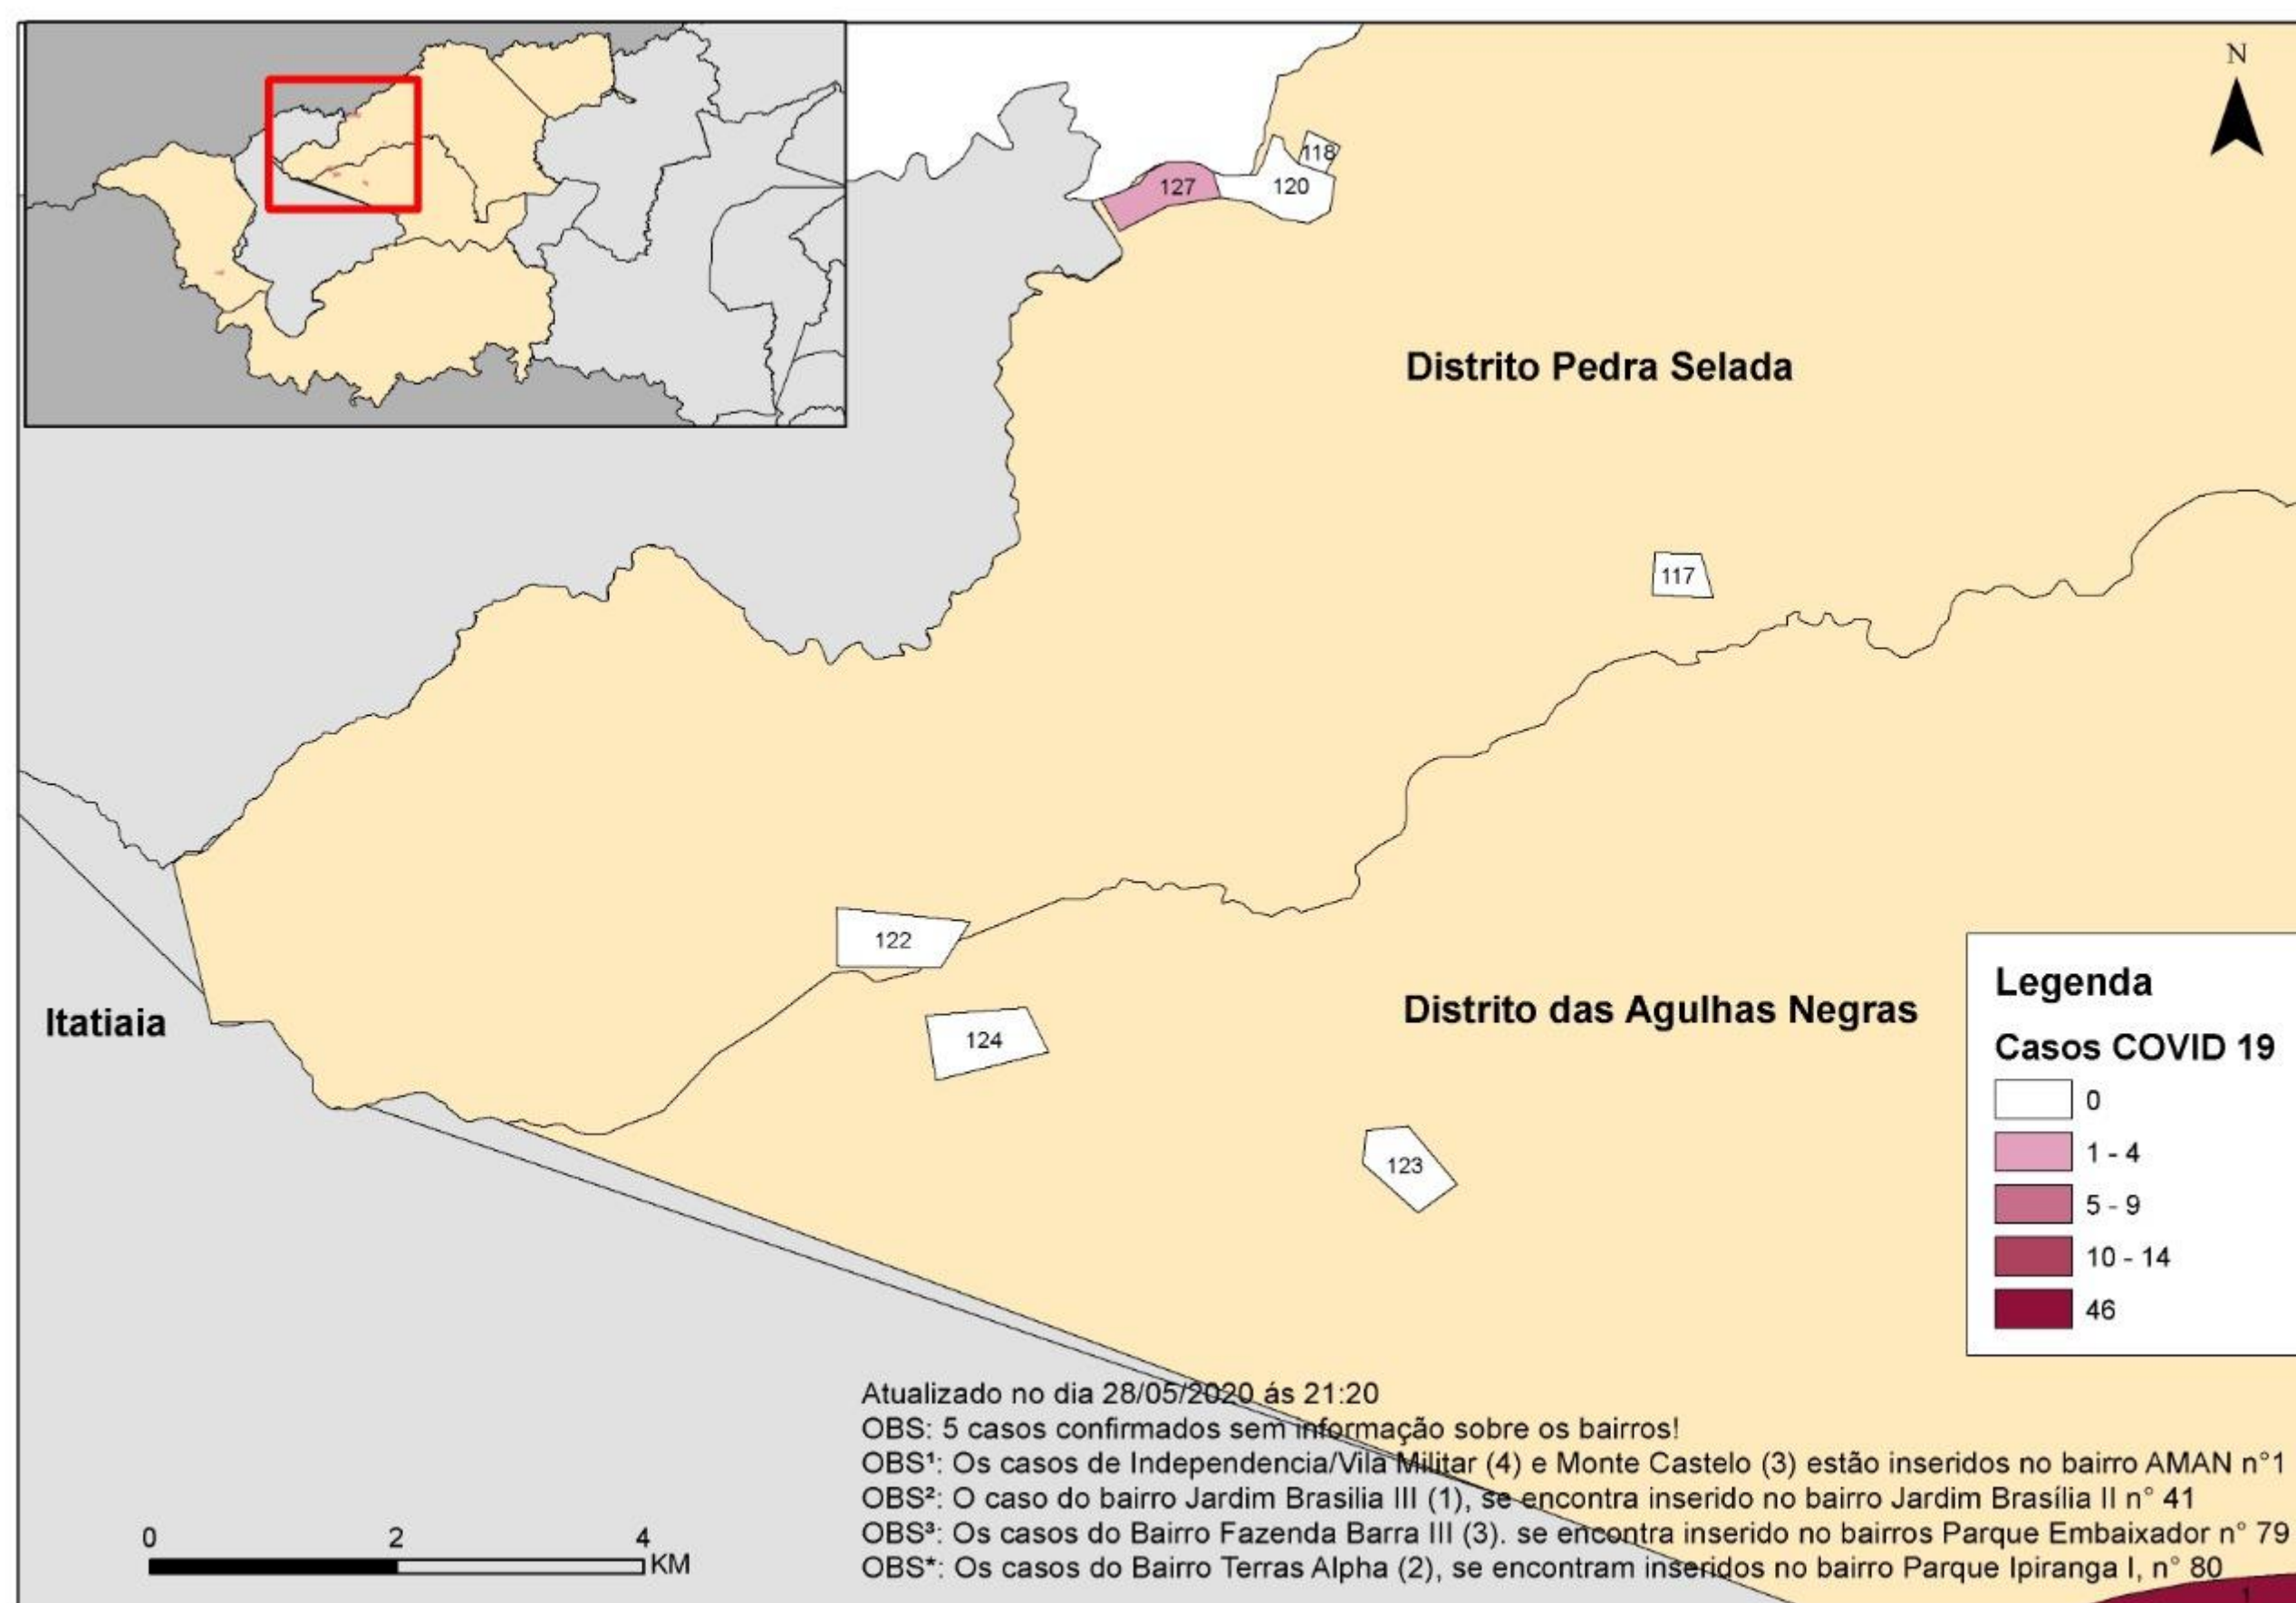 N
118
127
120
Distrito Pedra Selada
117
122
Itatiaia
124
Distrito das Agulhas Negras
123
Legenda
Casos COVID 19
0
1 - 4
5 - 9
10 - 14
46
Atualizado no dia 28/05/2020 ás 21:20
OBS: 5 casos confirmados sem informação sobre os bairros!
OBS¹: Os casos de Independencia/Vila Militar (4) e Monte Castelo (3) estão inseridos no bairro AMAN n°1
OBS²: O caso do bairro Jardim Brasilia III (1), se encontra inserido no bairro Jardim Brasília II n° 41
OBS³: Os casos do Bairro Fazenda Barra III (3). se encontra inserido no bairros Parque Embaixador n° 79
OBS*: Os casos do Bairro Terras Alpha (2), se encontram inseridos no bairro Parque Ipiranga I, n° 80
0 2 4
KM
1